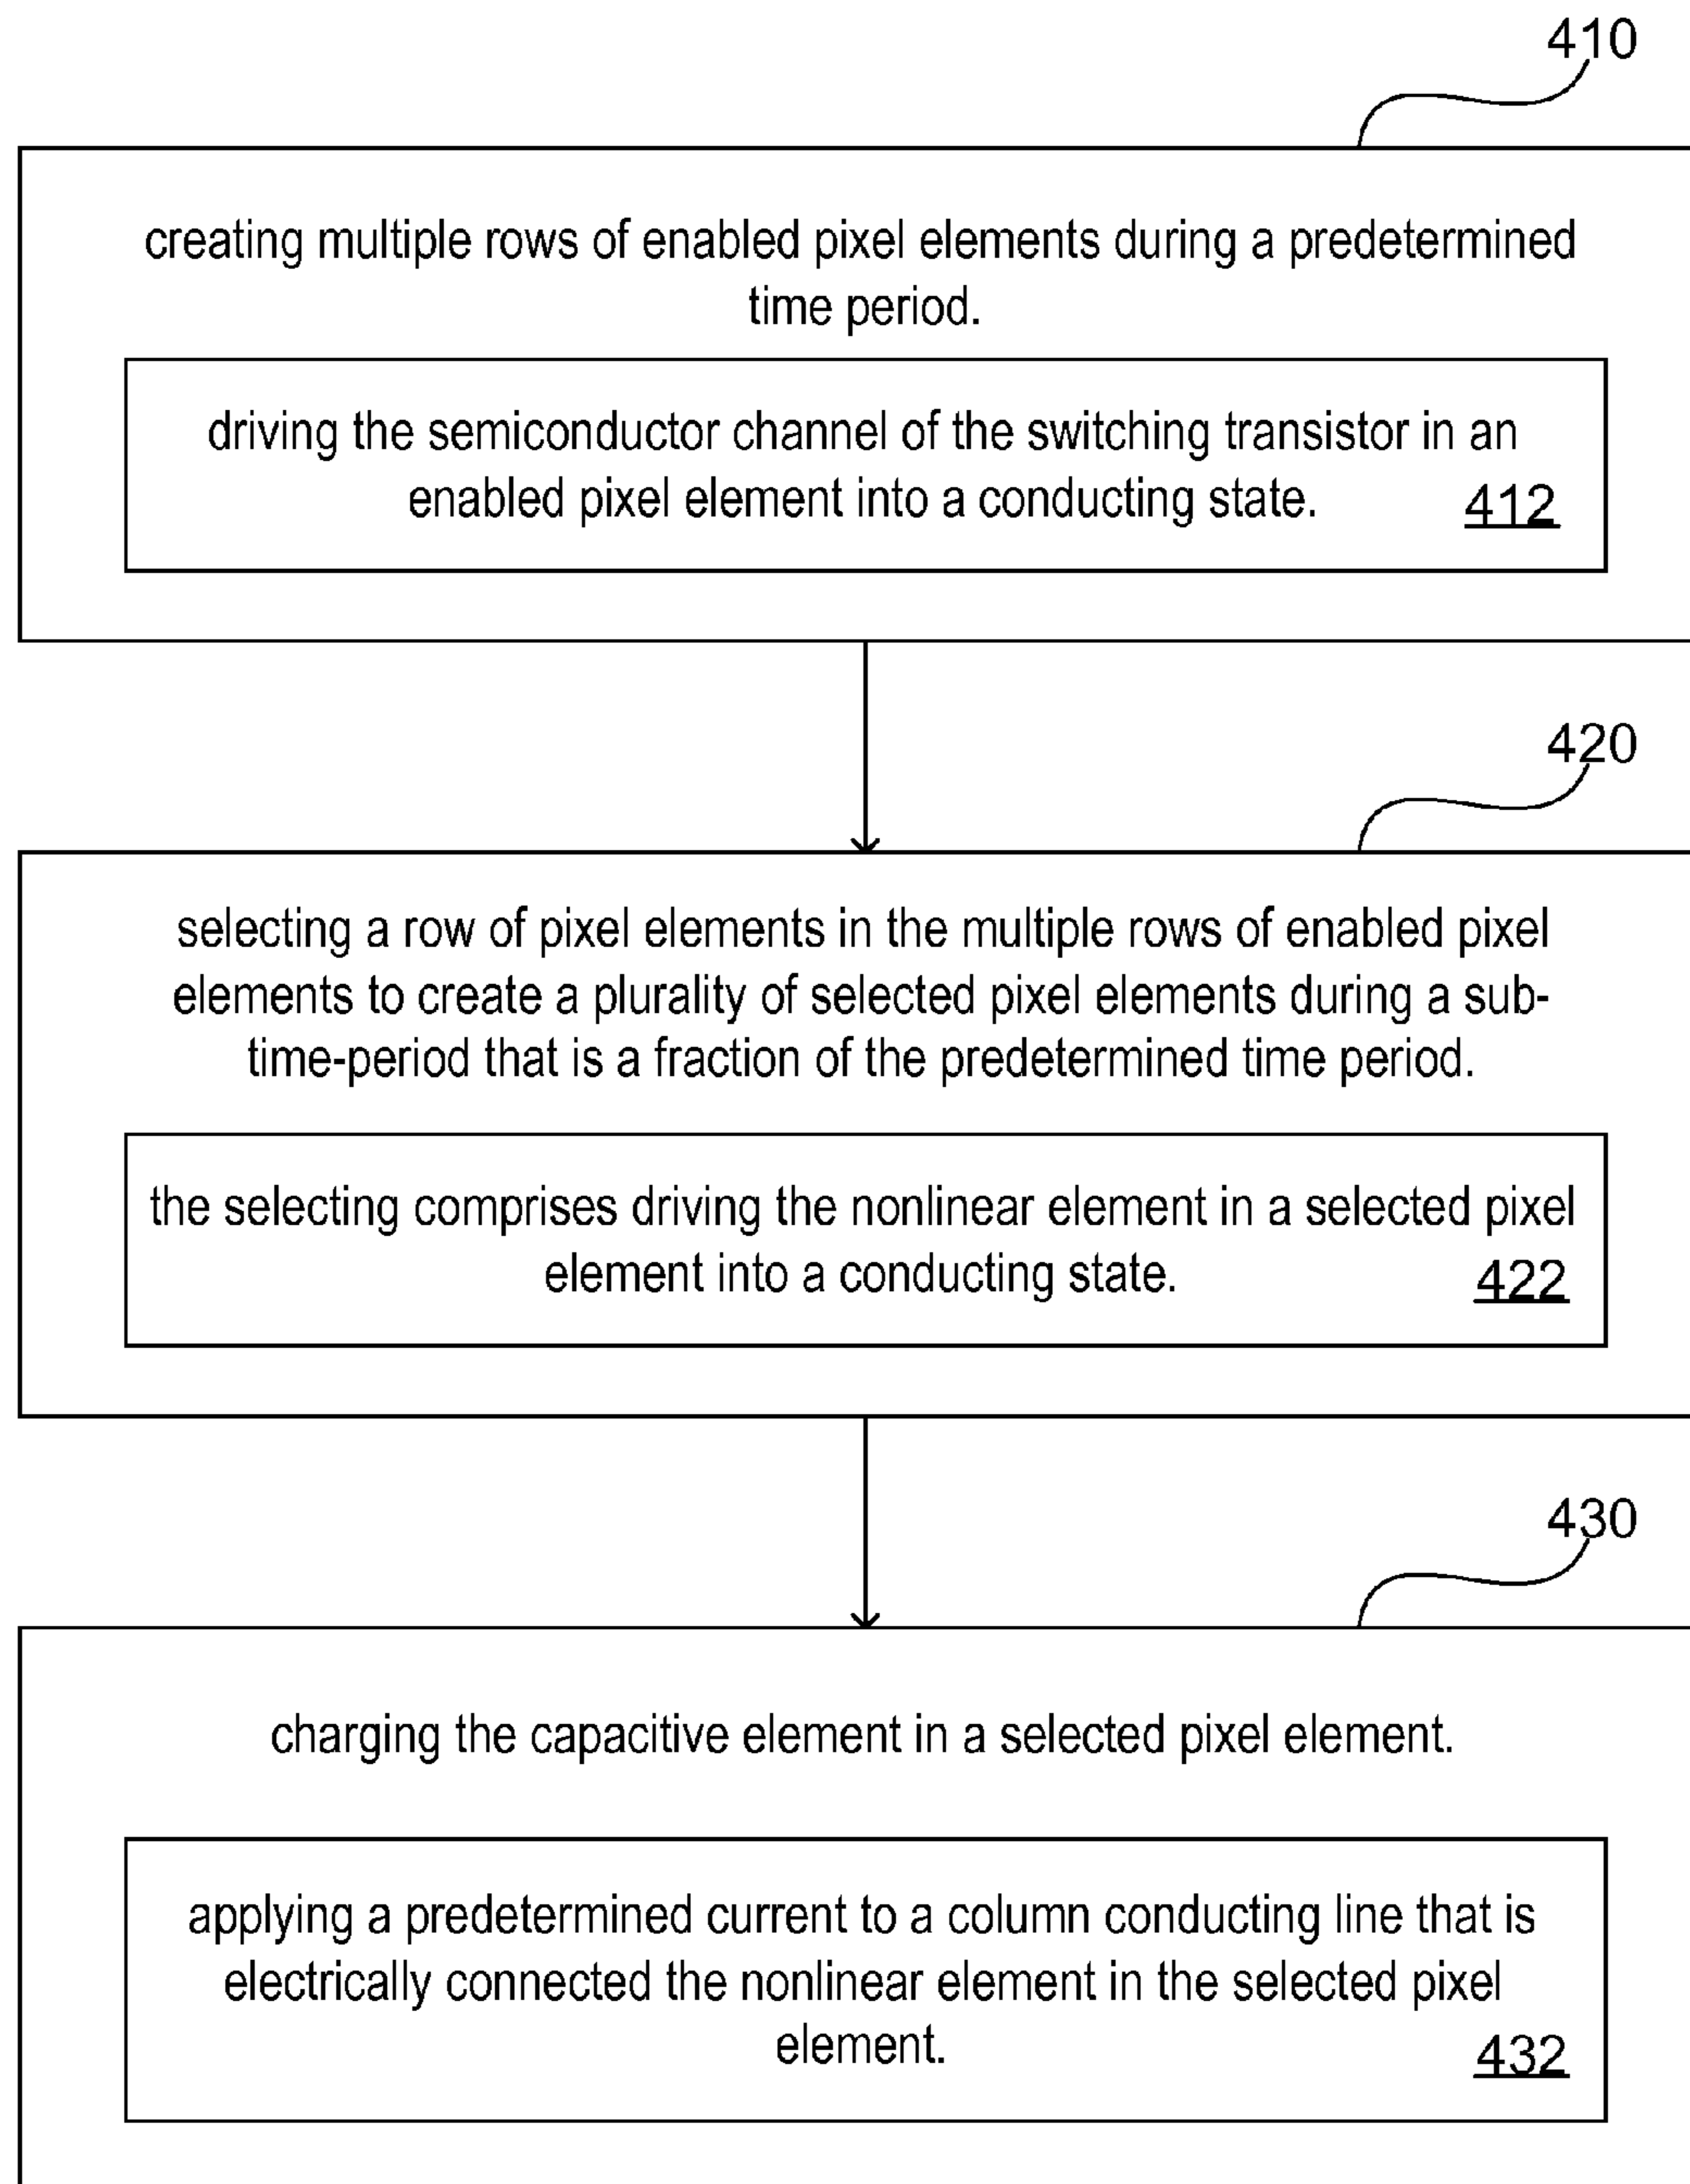 410
creating multiple rows of enabled pixel elements during a predetermined
time period.
driving the semiconductor channel of the switching transistor in an
enabled pixel element into a conducting state.
412
420
selecting a row of pixel elements in the multiple rows of enabled pixel
elements to create a plurality of selected pixel elements during a sub-
time-period that is a fraction of the predetermined time period.
the selecting comprises driving the nonlinear element in a selected pixel
element into a conducting state.
422
430
charging the capacitive element in a selected pixel element.
applying a predetermined current to a column conducting line that is
electrically connected the nonlinear element in the selected pixel
element.
432